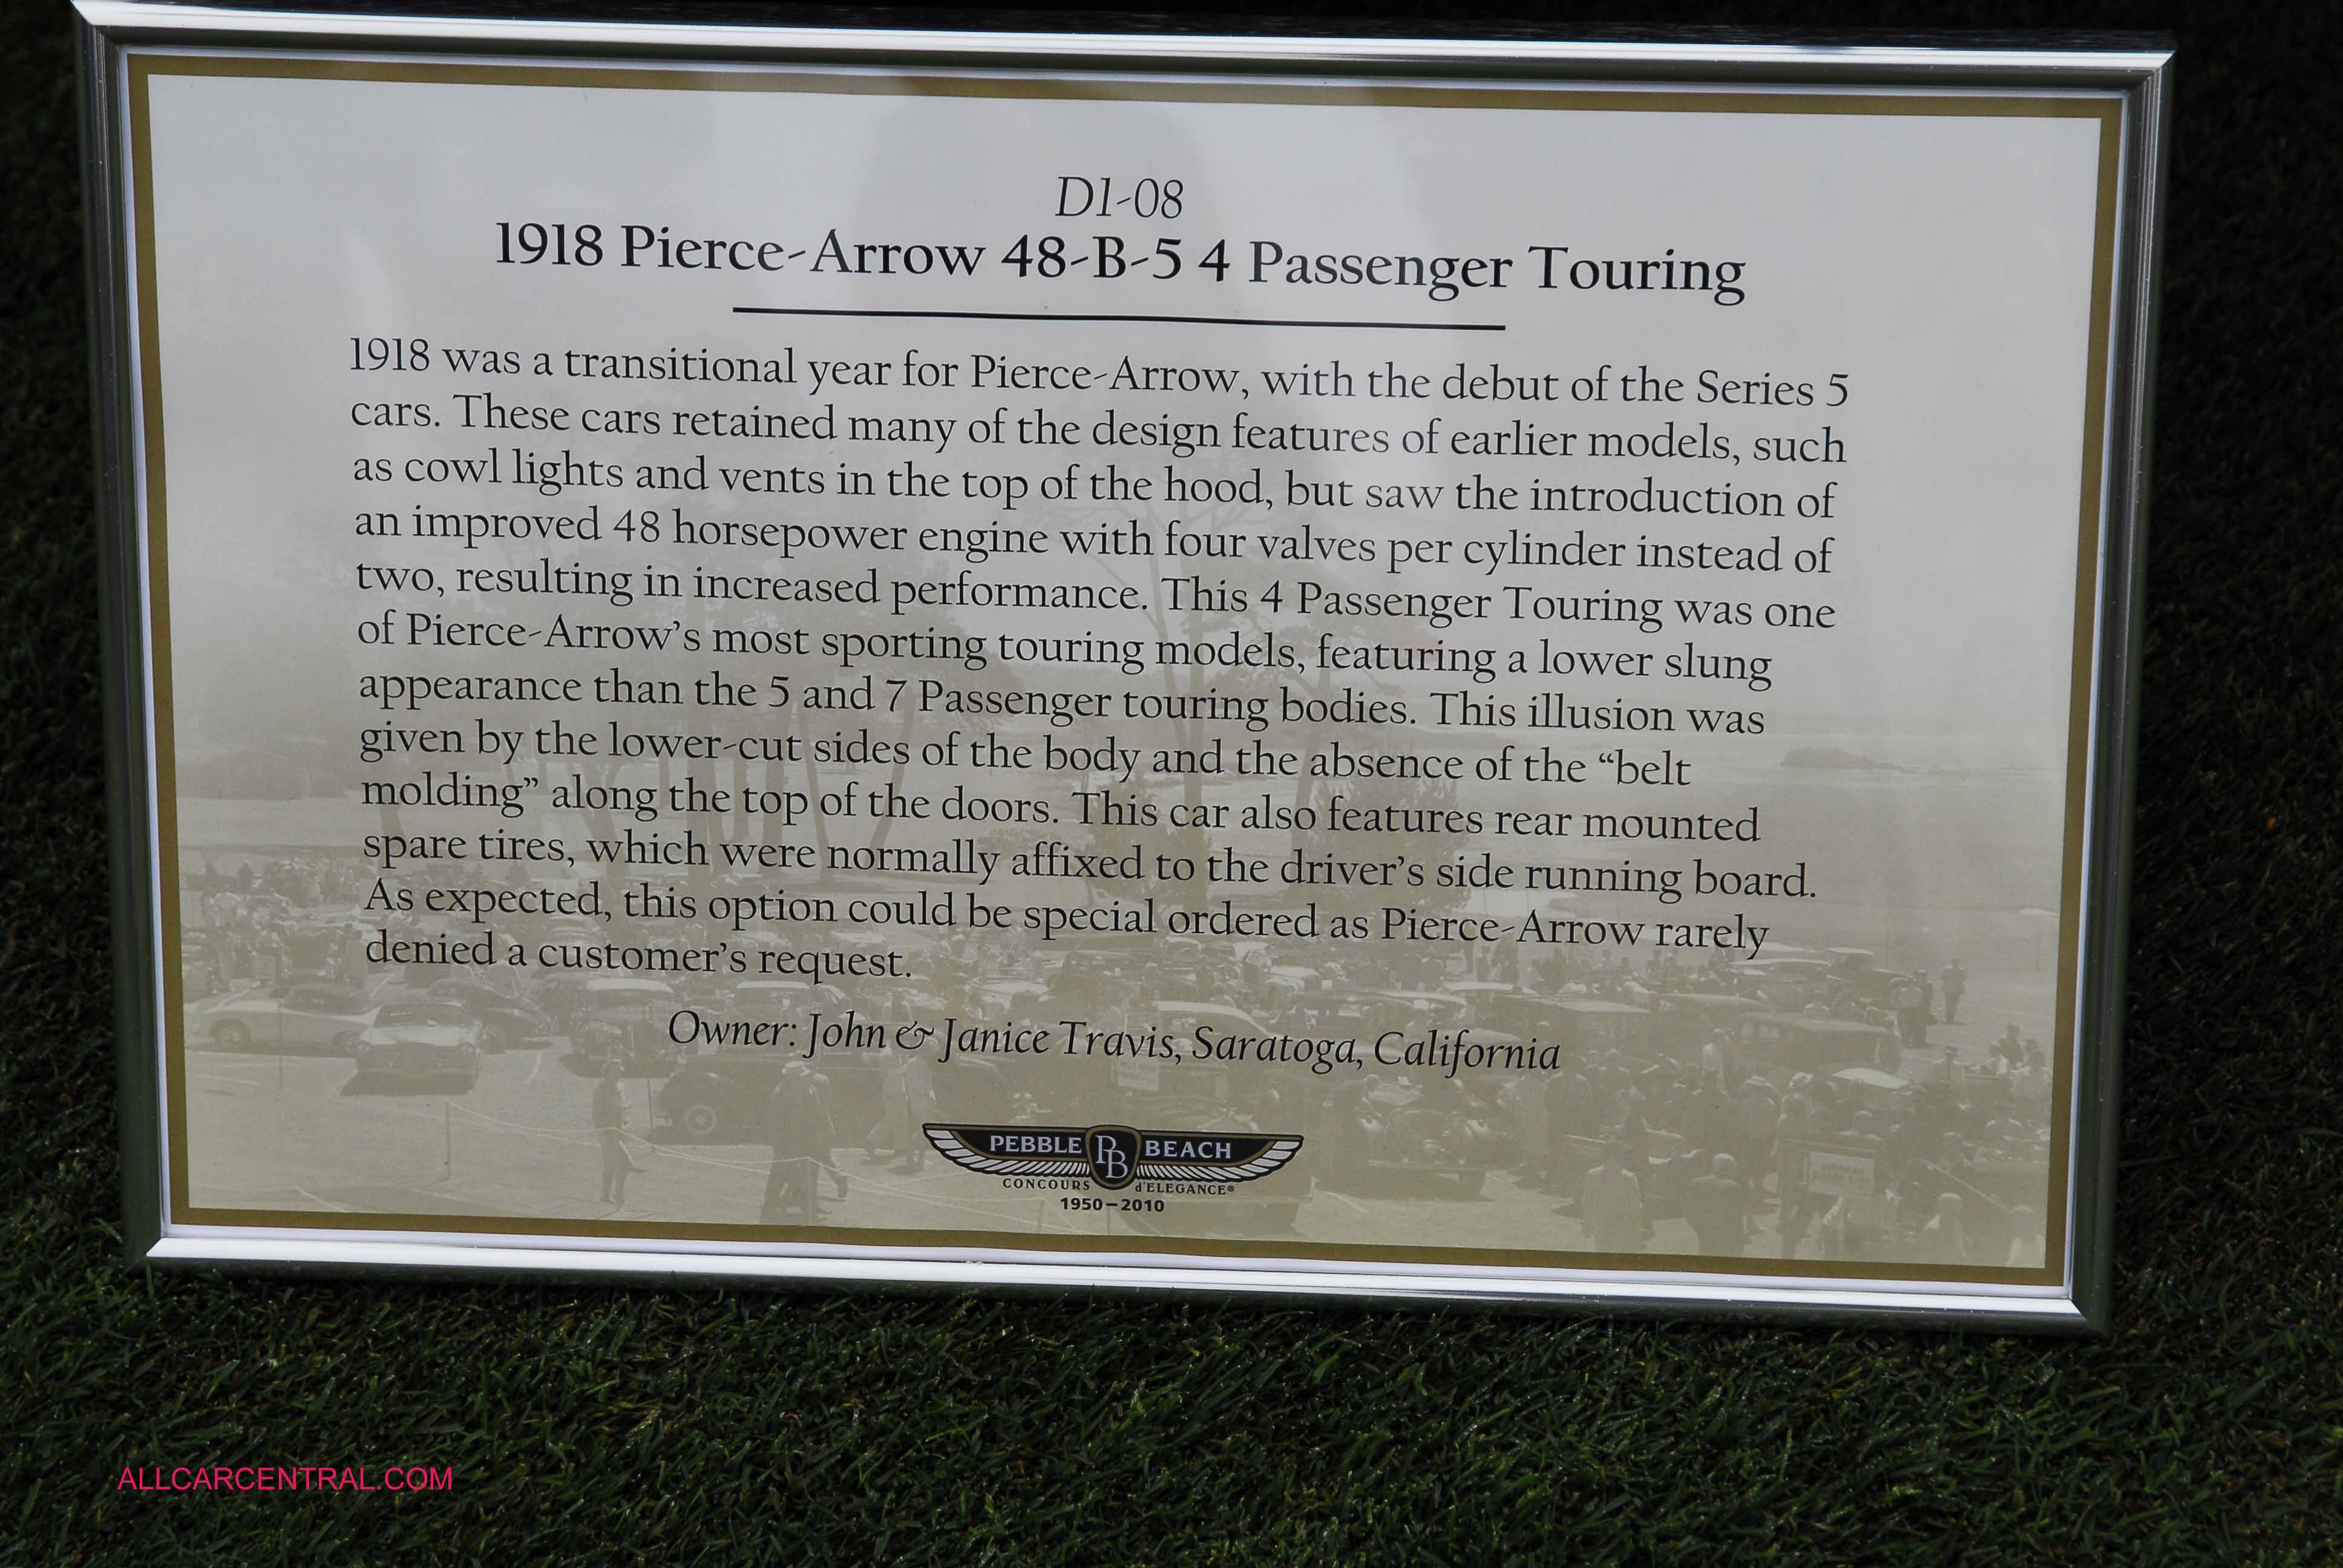 D1-08
1918 Pierce-Arrow 48-B-5 4 Passenger Touring
1918 was a transitional year for Pierce-Arrow, with the debut of the Series 5
cars. These cars retained many of the design features of earlier models, such
as cowl lights and vents in the top of the hood, but saw the introduction of
an improved 48 horsepower engine with four valves per cylinder instead of
two, resulting in increased performance. This 4 Passenger Touring was one
of Pierce-Arrow’s most sporting touring models, featuring a lower slung
appearance than the 5 and 7 Passenger touring bodies. This illusion was
given by the lower-cut sides of the body and the absence of the “belt
molding” along the top of the doors. This car also features rear mounted
spare tires, which were normally affixed to the driver’s side running board.
As expected, this option could be special ordered as Pierce-Arrow rarely
denied a customer’s request.
Owner: John & Janice Travis, Saratoga, California
PEBBLE PB BEACH
CONCOURS d'ELEGANCE®
1950–2010
ALLCARCENTRAL.COM